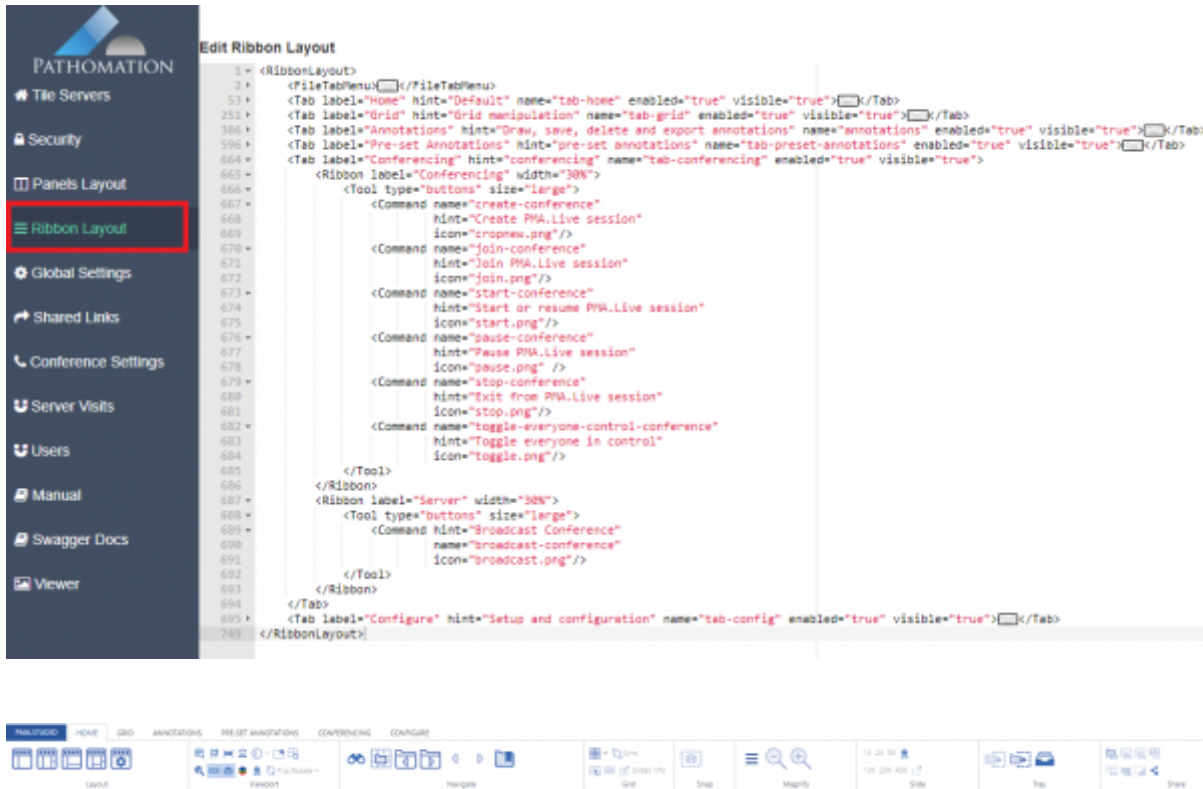 PATHOMATION
Tile Servers
Security
Panels Layout
Ribbon Layout
Global Settings
Shared Links
Conference Settings
Server Visits
Users
Manual
Swagger Docs
Viewer
Edit Ribbon Layout
1 <RibbonLayout>
2 <FileTabMenu></FileTabMenu>
53 <Tab label="Home" hint="Default" name="tab-home" enabled="true" visible="true"></Tab>
251 <Tab label="Grid" hint="Grid manipulation" name="tab-grid" enabled="true" visible="true"></Tab>
386 <Tab label="Annotations" hint="Draw, save, delete and export annotations" name="annotations" enabled="true" visible="true"></Tab>
596 <Tab label="Pre-set Annotations" hint="pre-set annotations" name="tab-preset-annotations" enabled="true" visible="true"></Tab>
664 <Tab label="Conferencing" hint="conferencing" name="tab-conferencing" enabled="true" visible="true">
665 <Ribbon label="Conferencing" width="30%">
666 <Tool type="buttons" size="large">
667 <Command name="create-conference"
668 hint="Create PMA.Live session"
669 icon="cropnew.png"/>
670 <Command name="join-conference"
671 hint="Join PMA.Live session"
672 icon="join.png"/>
673 <Command name="start-conference"
674 hint="Start or resume PMA.Live session"
675 icon="start.png"/>
676 <Command name="pause-conference"
677 hint="Pause PMA.Live session"
678 icon="pause.png" />
679 <Command name="stop-conference"
680 hint="Exit from PMA.Live session"
681 icon="stop.png"/>
682 <Command name="toggle-everyone-control-conference"
683 hint="Toggle everyone in control"
684 icon="toggle.png"/>
685 </Tool>
686 </Ribbon>
687 <Ribbon label="Server" width="30%">
688 <Tool type="buttons" size="large">
689 <Command hint="Broadcast Conference"
690 name="broadcast-conference"
691 icon="broadcast.png"/>
692 </Tool>
693 </Ribbon>
694 </Tab>
695 <Tab label="Configure" hint="Setup and configuration" name="tab-config" enabled="true" visible="true"></Tab>
749 </RibbonLayout>
PMA.STUDIO HOME GRID ANNOTATIONS PRE-SET ANNOTATIONS CONFERENCING CONFIGURE
Sync
Flip/Rotate
Layout Viewport Navigate Grid Snap Magnify Slide Tray Share